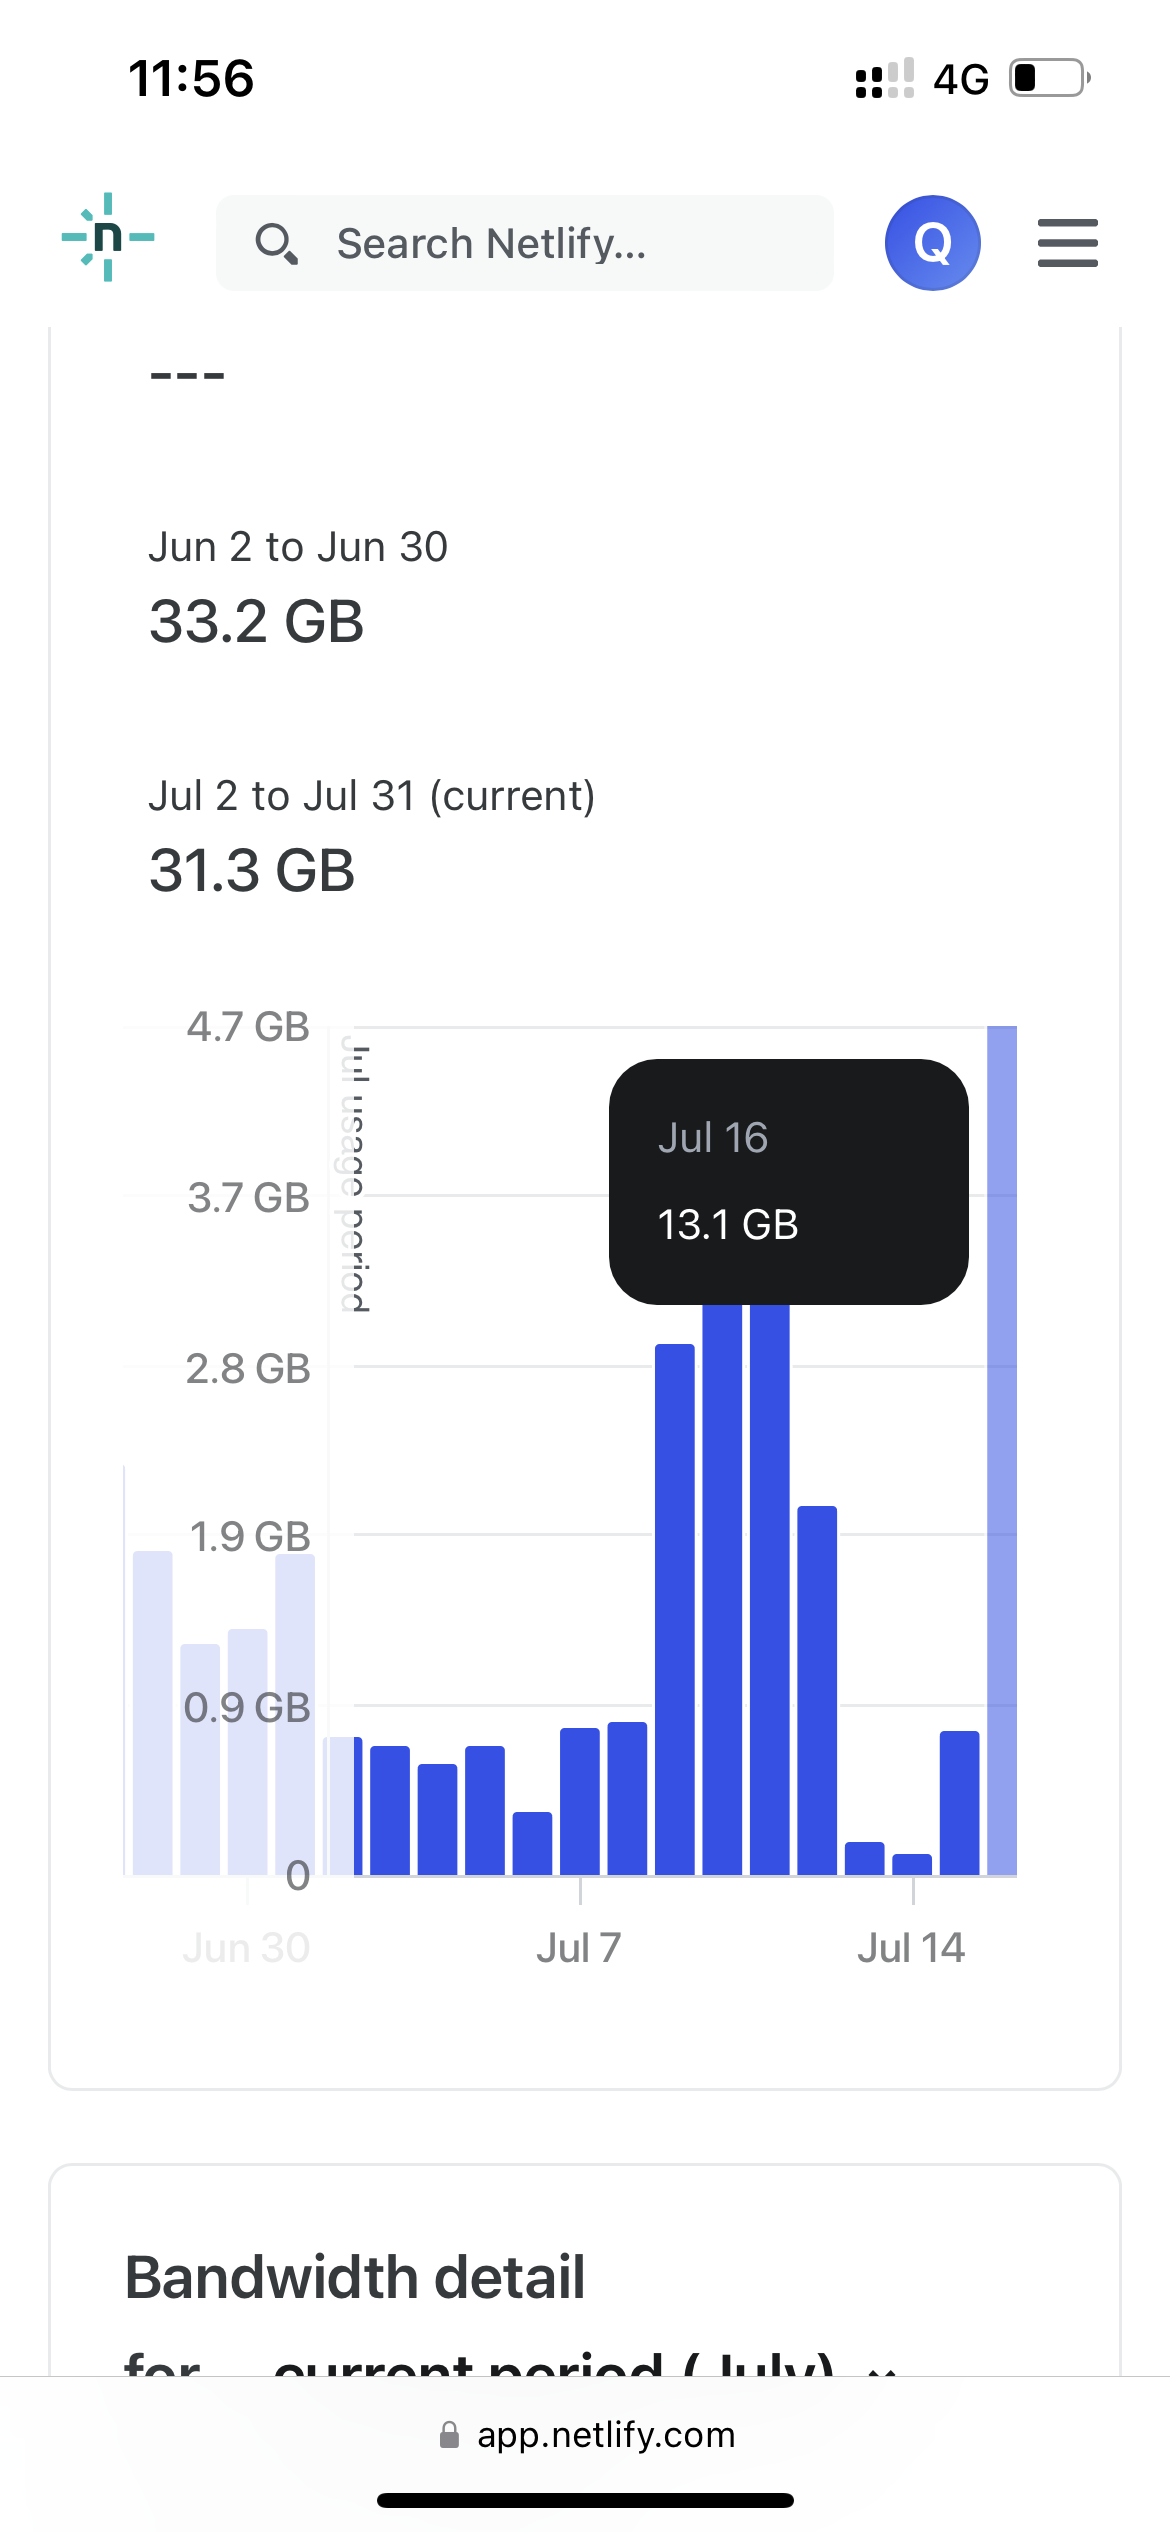 11:56
4G
n
Search Netlify...
Q
---
Jun 2 to Jun 30
33.2 GB
Jul 2 to Jul 31 (current)
31.3 GB
4.7 GB
Jul usage period
Jul 16
13.1 GB
3.7 GB
2.8 GB
1.9 GB
0.9 GB
0
Jun 30
Jul 7
Jul 14
Bandwidth detail
for current period (July)
app.netlify.com